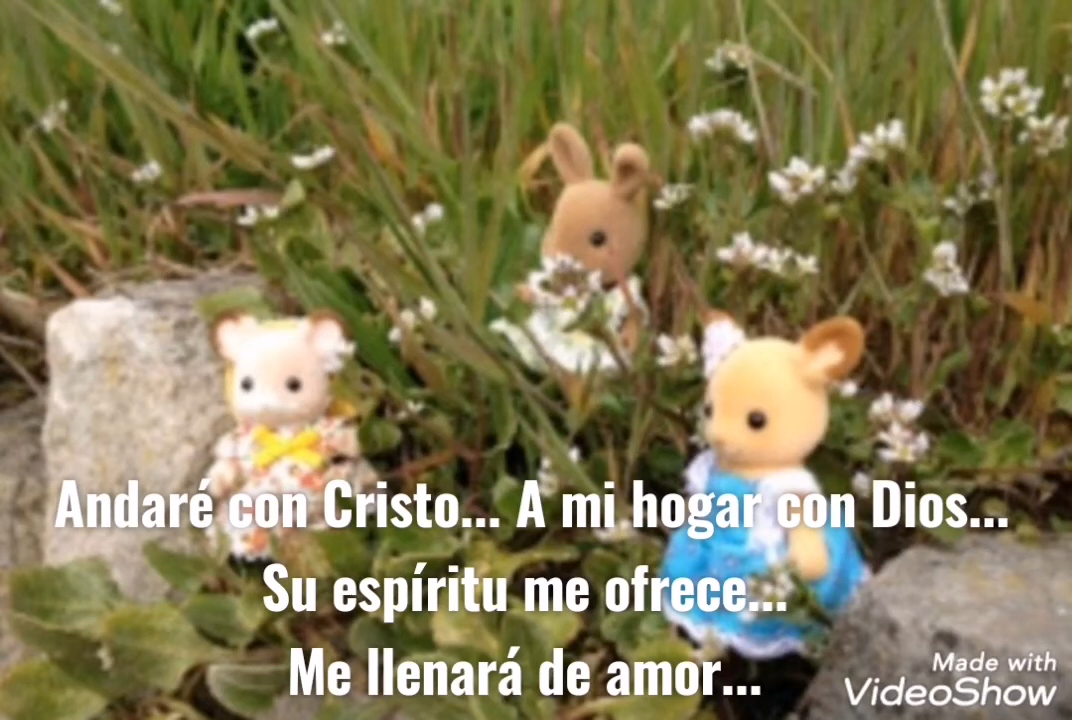 Andaré con Cristo... A mi hogar con Dios...
Su espíritu me ofrece...
Me llenará de amor...
Made with
VideoShow